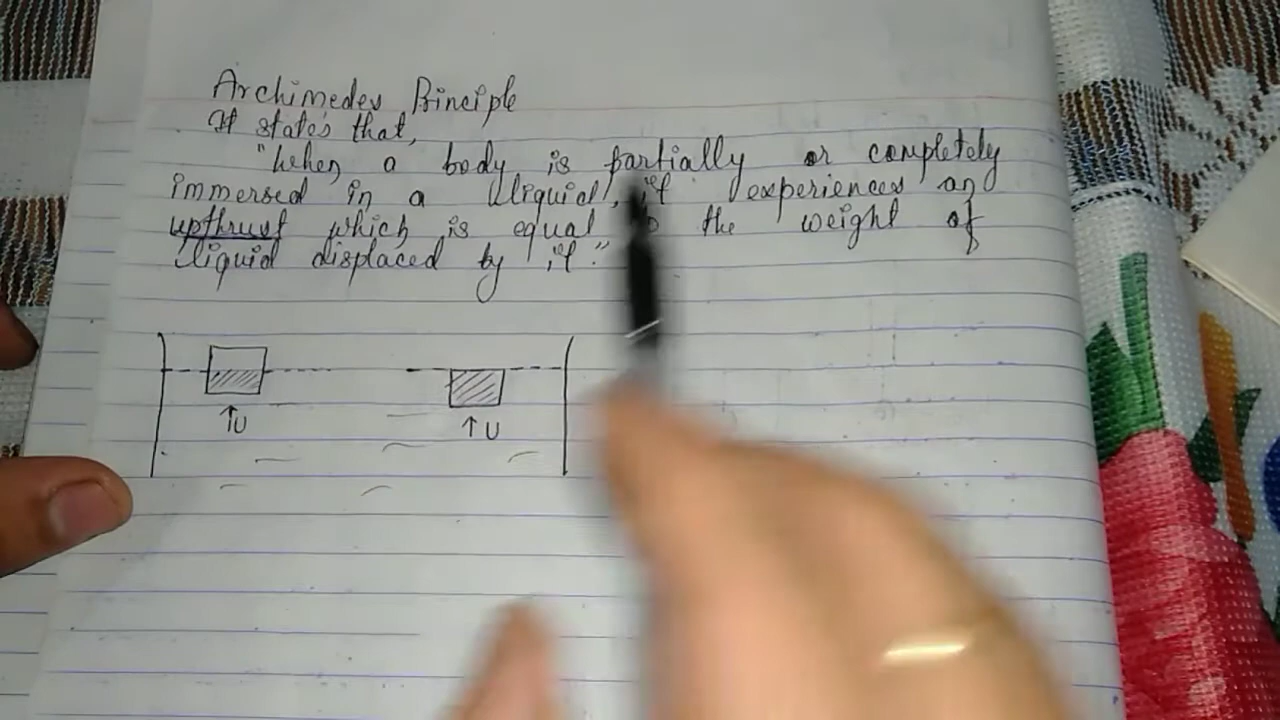 Archimedes Principle
It states that,
"When a body is partially or completely
immersed in a liquid, it experiences an
upthrust which is equal to the weight of
liquid displaced by it."
↑U ↑U